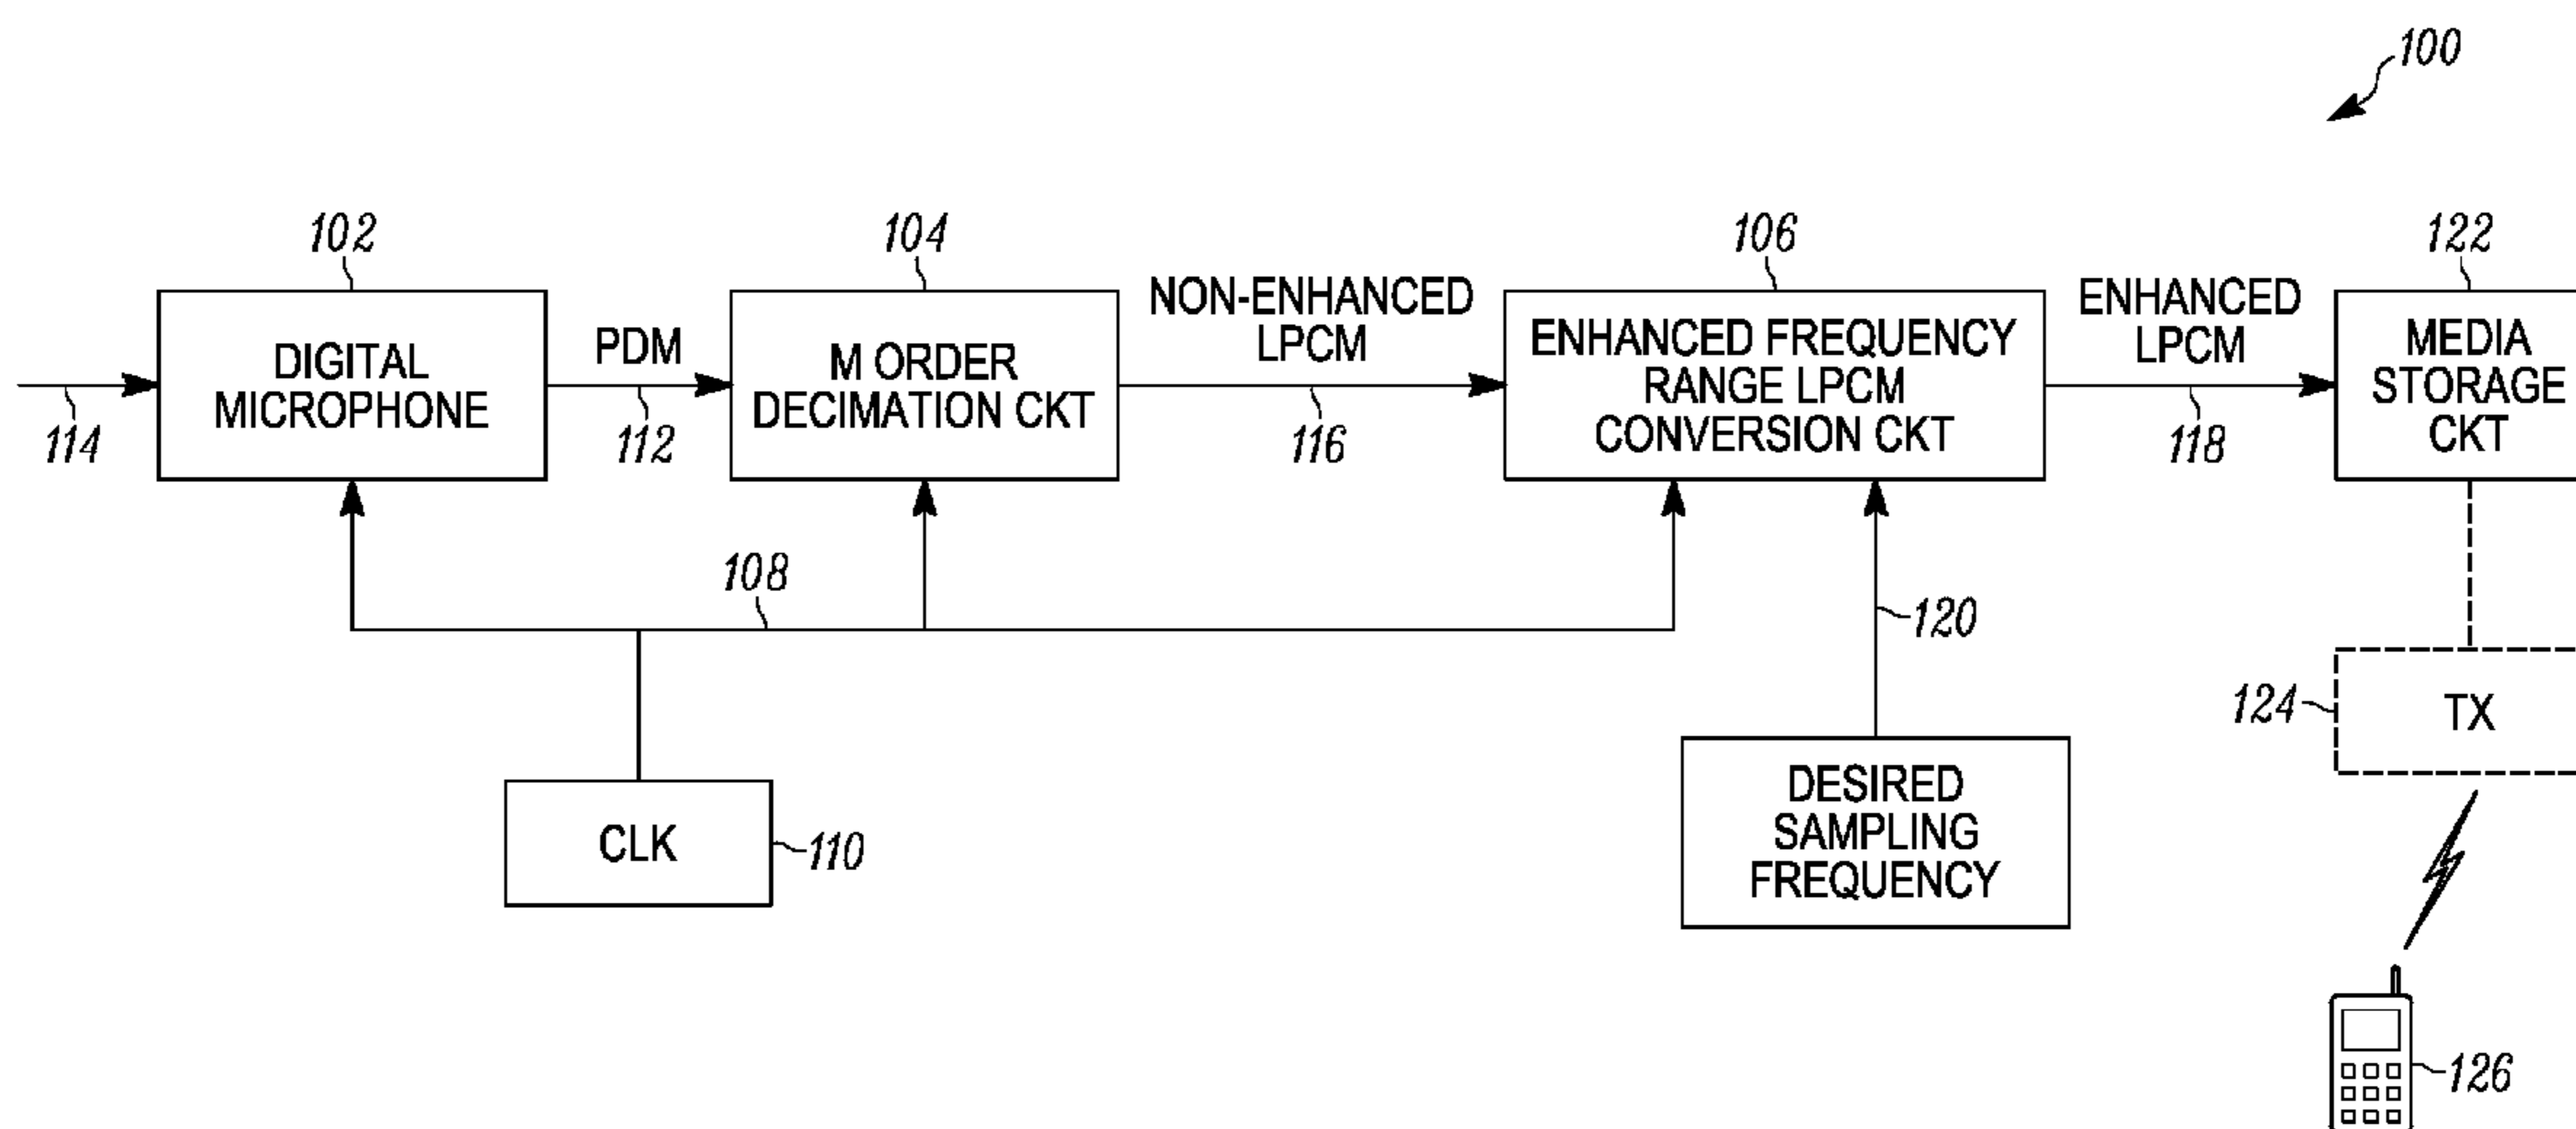 100
102
104
106
122
DIGITAL
MICROPHONE
PDM
M ORDER
DECIMATION CKT
NON-ENHANCED
LPCM
ENHANCED FREQUENCY
RANGE LPCM
CONVERSION CKT
ENHANCED
LPCM
MEDIA
STORAGE
CKT
114
112
116
118
108
120
CLK
110
DESIRED
SAMPLING
FREQUENCY
124
TX
126